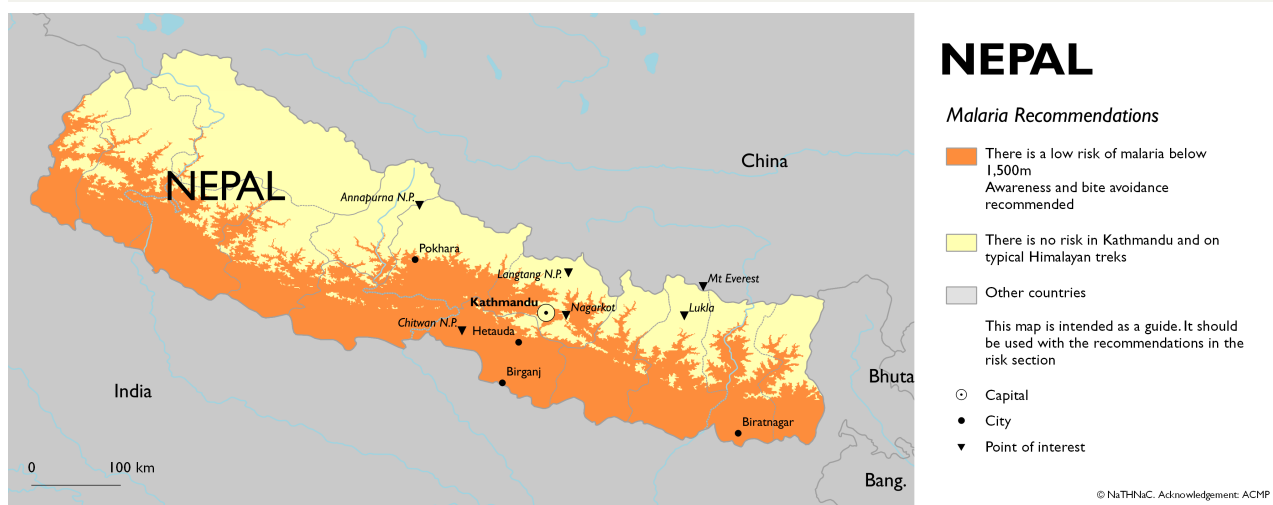 China
NEPAL
Annapurna N.P.
Pokhara
Langtang N.P.
Mt Everest
Kathmandu
Nagarkot
Lukla
Chitwan N.P.
Hetauda
Birganj
Bhuta
India
Biratnagar
0 100 km
Bang.
NEPAL
Malaria Recommendations
There is a low risk of malaria below
1,500m
Awareness and bite avoidance
recommended
There is no risk in Kathmandu and on
typical Himalayan treks
Other countries
This map is intended as a guide. It should
be used with the recommendations in the
risk section
Capital
City
Point of interest
© NaTHNaC. Acknowledgement: ACMP